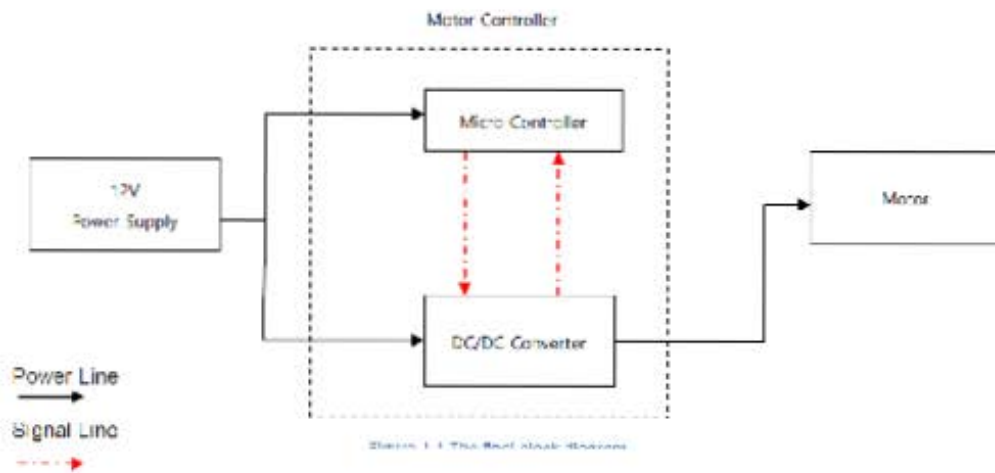 Motor Controller
Micro Controller
12V
Power Supply
Motor
DC/DC Converter
Power Line
Signal Line